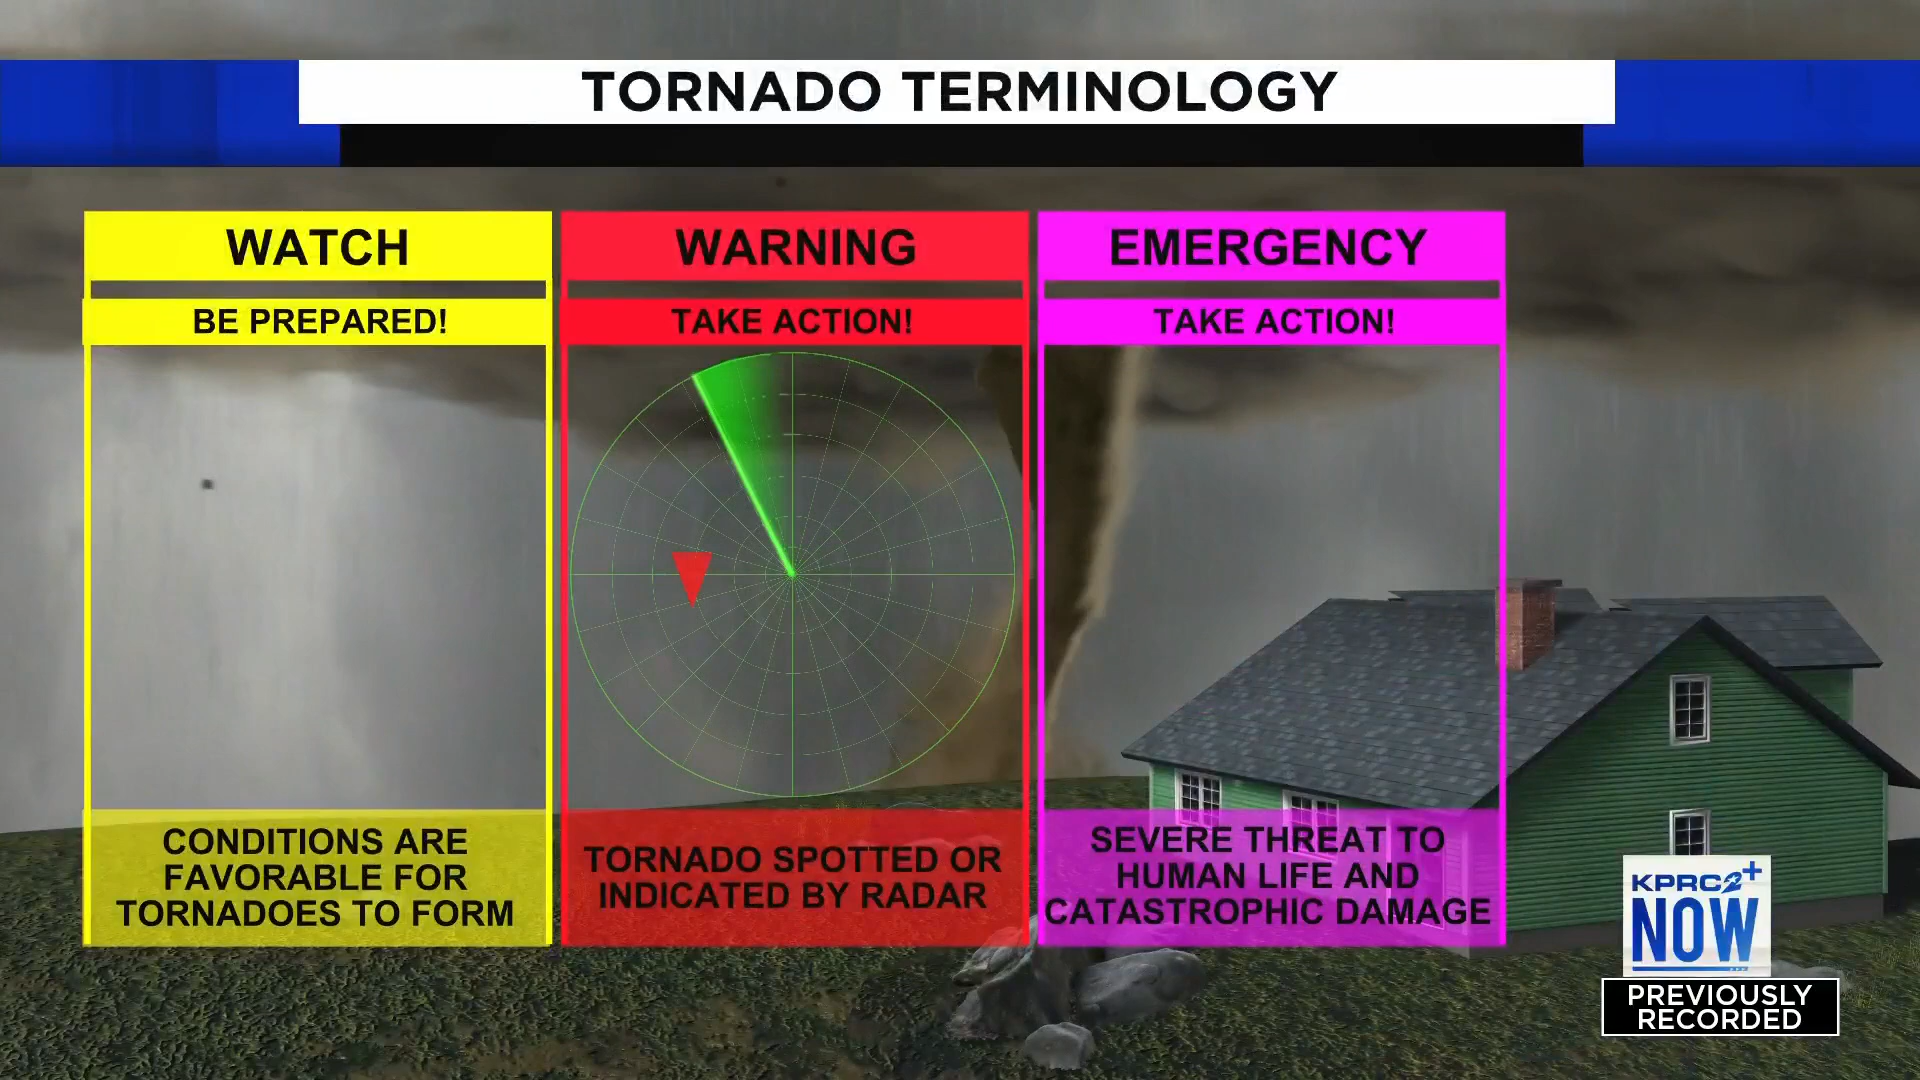 TORNADO TERMINOLOGY
WATCH
BE PREPARED!
CONDITIONS ARE
FAVORABLE FOR
TORNADOES TO FORM
WARNING
TAKE ACTION!
TORNADO SPOTTED OR
INDICATED BY RADAR
EMERGENCY
TAKE ACTION!
SEVERE THREAT TO
HUMAN LIFE AND
CATASTROPHIC DAMAGE
KPRC2+
NOW
PREVIOUSLY
RECORDED